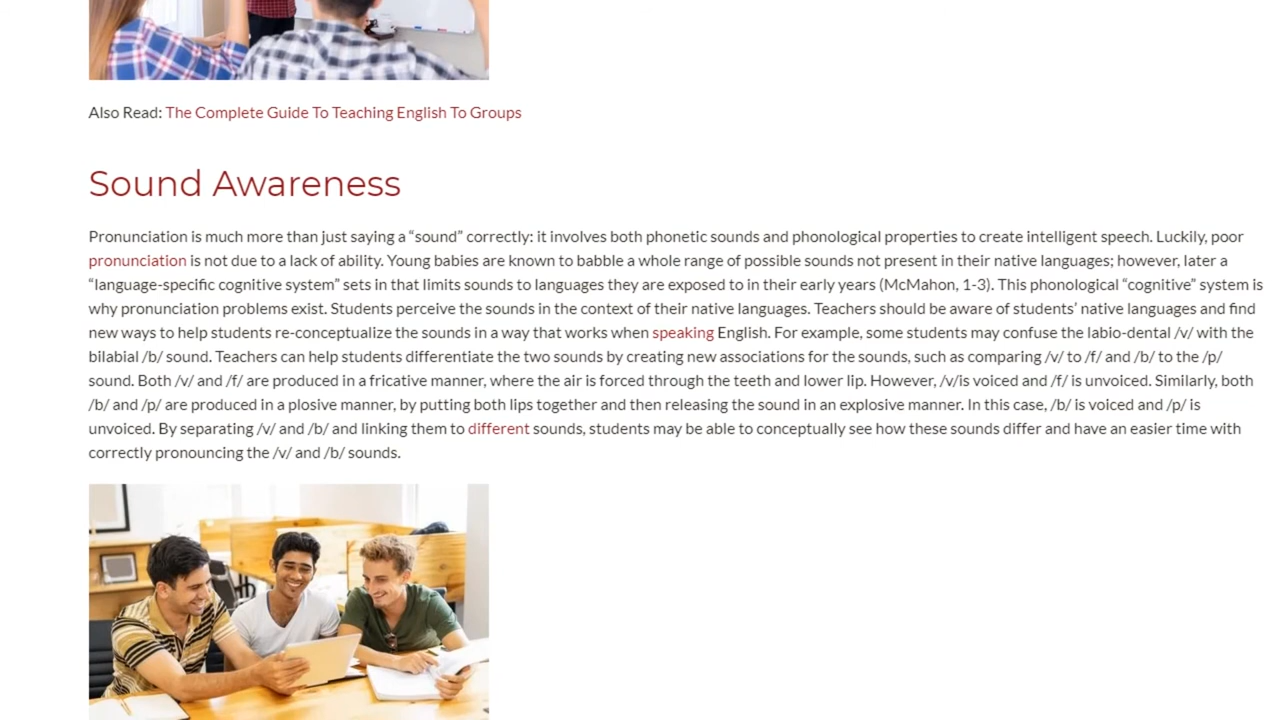 Also Read: The Complete Guide To Teaching English To Groups
Sound Awareness
Pronunciation is much more than just saying a “sound” correctly: it involves both phonetic sounds and phonological properties to create intelligent speech. Luckily, poor
pronunciation is not due to a lack of ability. Young babies are known to babble a whole range of possible sounds not present in their native languages; however, later a
“language-specific cognitive system” sets in that limits sounds to languages they are exposed to in their early years (McMahon, 1-3). This phonological “cognitive” system is
why pronunciation problems exist. Students perceive the sounds in the context of their native languages. Teachers should be aware of students’ native languages and find
new ways to help students re-conceptualize the sounds in a way that works when speaking English. For example, some students may confuse the labio-dental /v/ with the
bilabial /b/ sound. Teachers can help students differentiate the two sounds by creating new associations for the sounds, such as comparing /v/ to /f/ and /b/ to the /p/
sound. Both /v/ and /f/ are produced in a fricative manner, where the air is forced through the teeth and lower lip. However, /v/is voiced and /f/ is unvoiced. Similarly, both
/b/ and /p/ are produced in a plosive manner, by putting both lips together and then releasing the sound in an explosive manner. In this case, /b/ is voiced and /p/ is
unvoiced. By separating /v/ and /b/ and linking them to different sounds, students may be able to conceptually see how these sounds differ and have an easier time with
correctly pronouncing the /v/ and /b/ sounds.